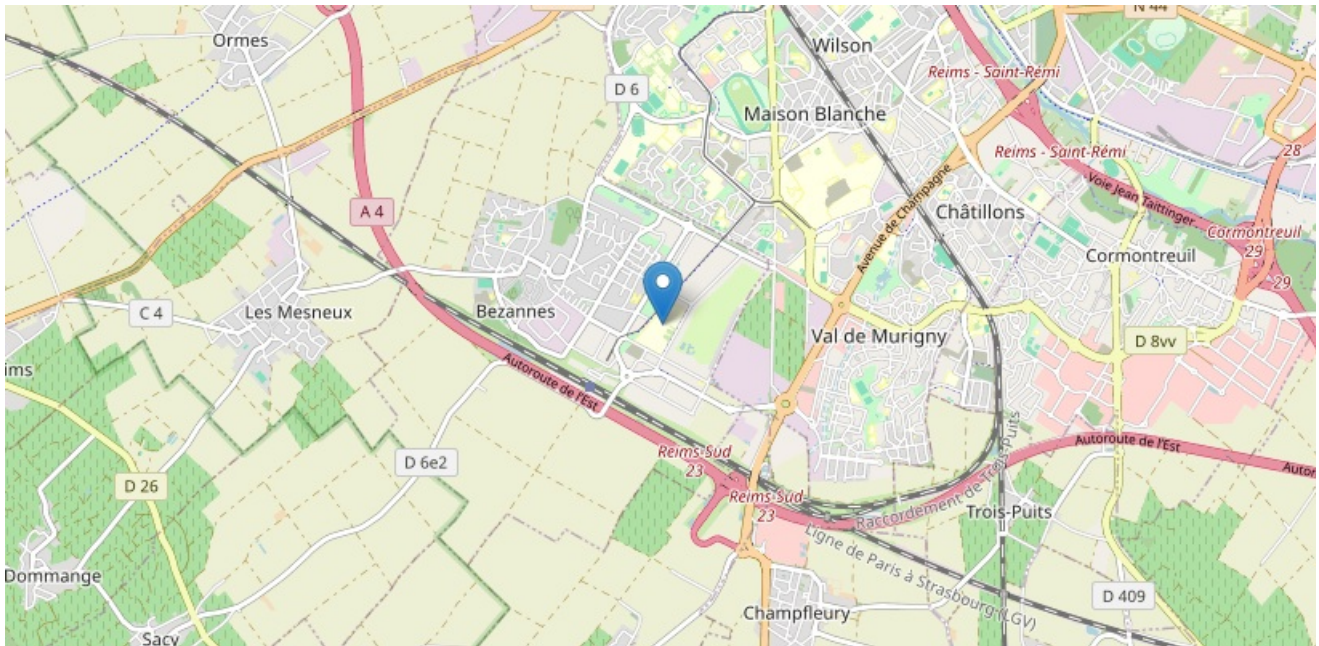 N 44
Ormes
Wilson
Reims - Saint-Rémi
D 6
Maison Blanche
Reims - Saint-Rémi
28
Voie Jean Taittinger
A 4
Avenue de Champagne
Châtillons
Cormontreuil
29
Cormontreuil
29
C 4
Les Mesneux
Bezannes
Val de Murigny
D 8vv
ims
Autoroute de l'Est
Autoroute de l'Est
Autor
Reims-Sud
23
D 6e2
D 26
Reims-Sud
23
Raccordement de Trois-Puits
Trois-Puits
Ligne de Paris à Strasbourg (LGV)
Dommange
D 409
Champfleury
Sacy